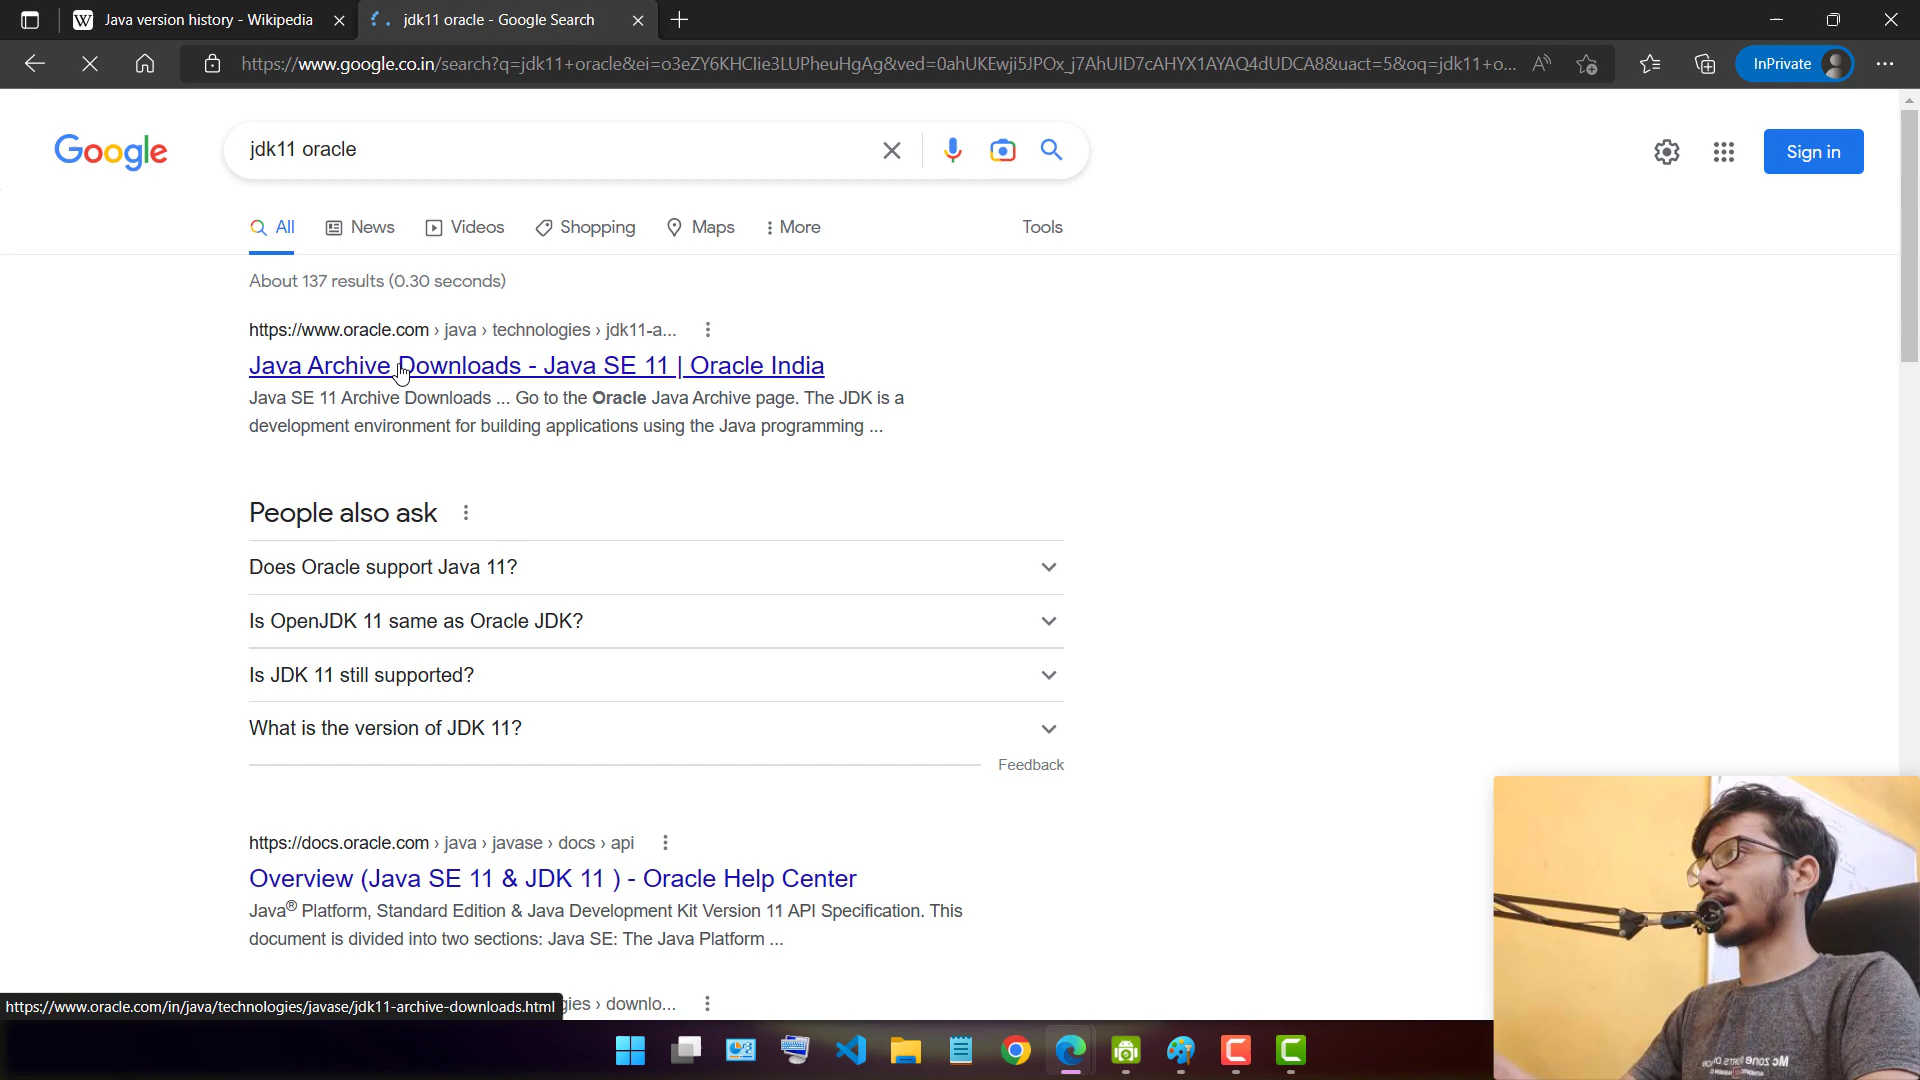 Java version history - Wikipedia
jdk11 oracle - Google Search
https://www.google.co.in/search?q=jdk11+oracle&ei=o3eZY6KHCIie3LUPheuHgAg&ved=0ahUKEwji5JPOx_j7AhUID7cAHYX1AYAQ4dUDCA8&uact=5&oq=jdk11+o...
InPrivate
Google
jdk11 oracle
Sign in
All
News
Videos
Shopping
Maps
More
Tools
About 137 results (0.30 seconds)
https://www.oracle.com › java › technologies › jdk11-a...
Java Archive Downloads - Java SE 11 | Oracle India
Java SE 11 Archive Downloads ... Go to the Oracle Java Archive page. The JDK is a
development environment for building applications using the Java programming ...
People also ask
Does Oracle support Java 11?
Is OpenJDK 11 same as Oracle JDK?
Is JDK 11 still supported?
What is the version of JDK 11?
Feedback
https://docs.oracle.com › java › javase › docs › api
Overview (Java SE 11 & JDK 11 ) - Oracle Help Center
Java® Platform, Standard Edition & Java Development Kit Version 11 API Specification. This
document is divided into two sections: Java SE: The Java Platform ...
https://www.oracle.com/in/java/technologies/javase/jdk11-archive-downloads.html
gies › downlo...